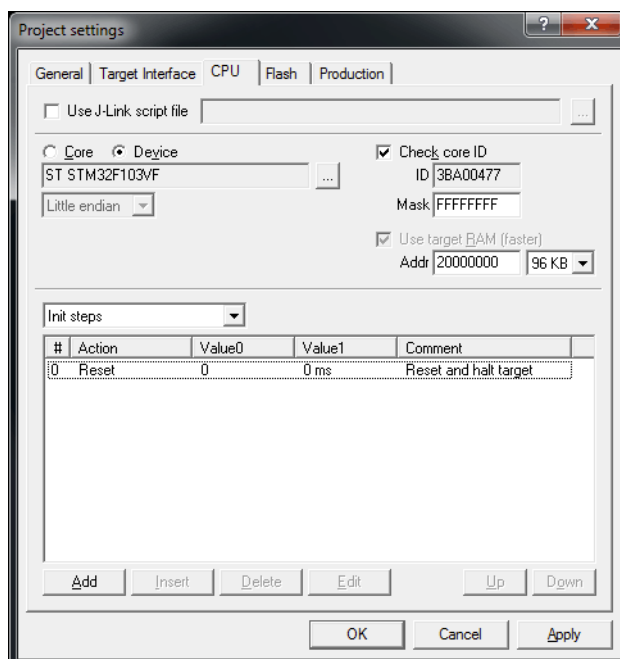 Project settings
General Target Interface CPU Flash Production
Use J-Link script file ...
Core Device
ST STM32F103VF ...
Little endian
Check core ID
ID 3BA00477
Mask FFFFFFFF
Use target RAM (faster)
Addr 20000000 96 KB
Init steps
# Action Value0 Value1 Comment
0 Reset 0 0 ms Reset and halt target
Add Insert Delete Edit Up Down
OK Cancel Apply